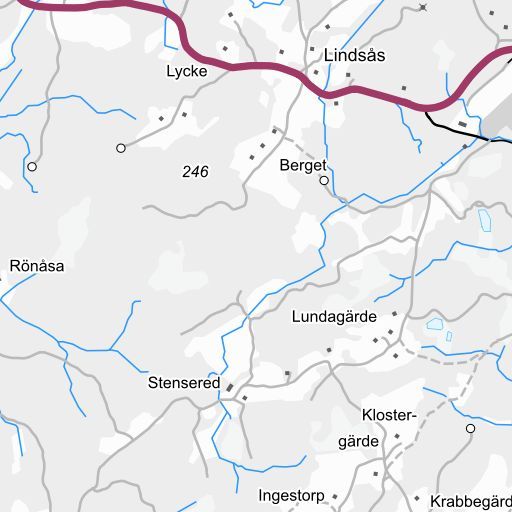 Lindsås
Lycke
Berget
246
Rönåsa
Lundagärde
Stensered
Kloster-
gärde
Ingestorp
Krabbegärd